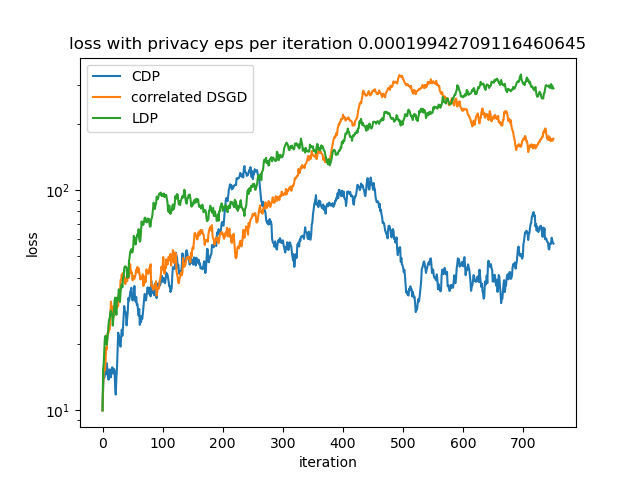 loss with privacy eps per iteration 0.00019942709116460645
CDP
correlated DSGD
LDP
10²
10¹
loss
0 100 200 300 400 500 600 700
iteration